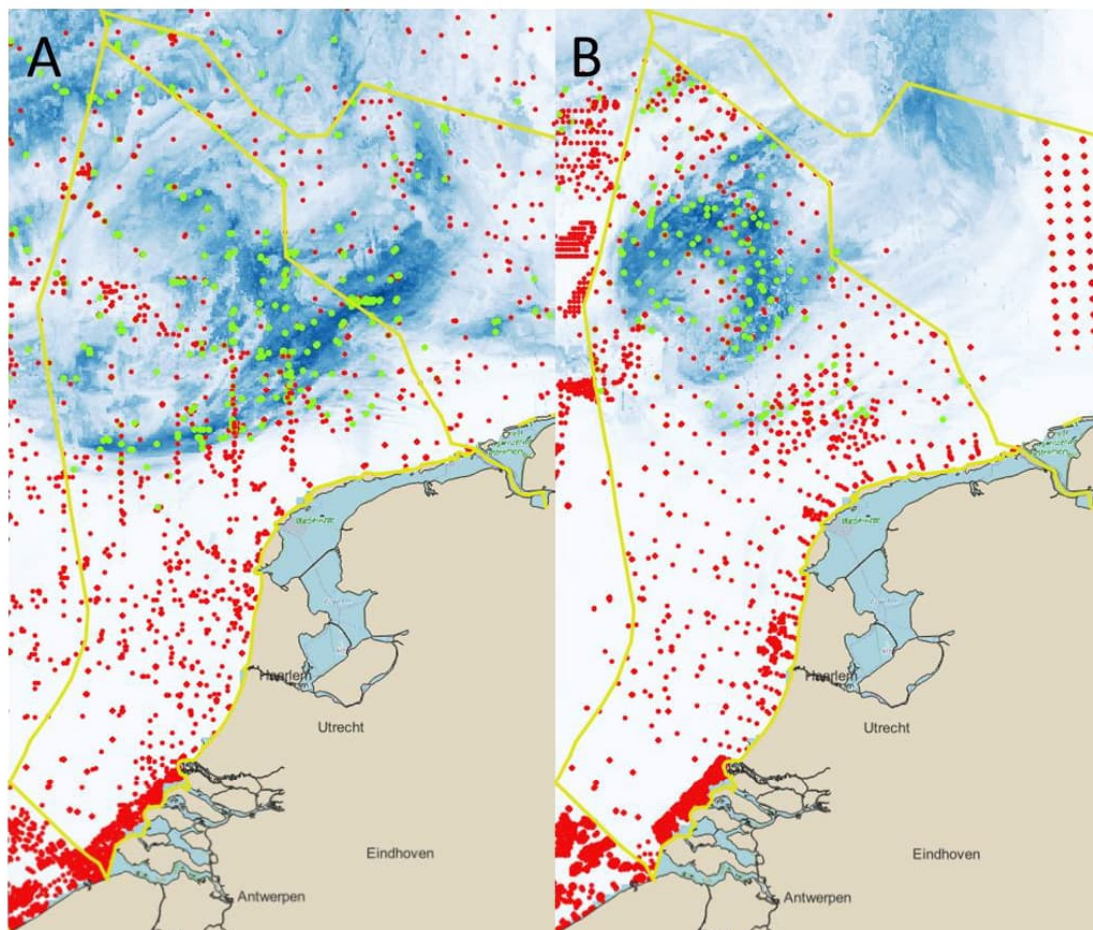 A
B
Haarlem
Haarlem
Utrecht
Utrecht
Eindhoven
Eindhoven
Antwerpen
Antwerpen